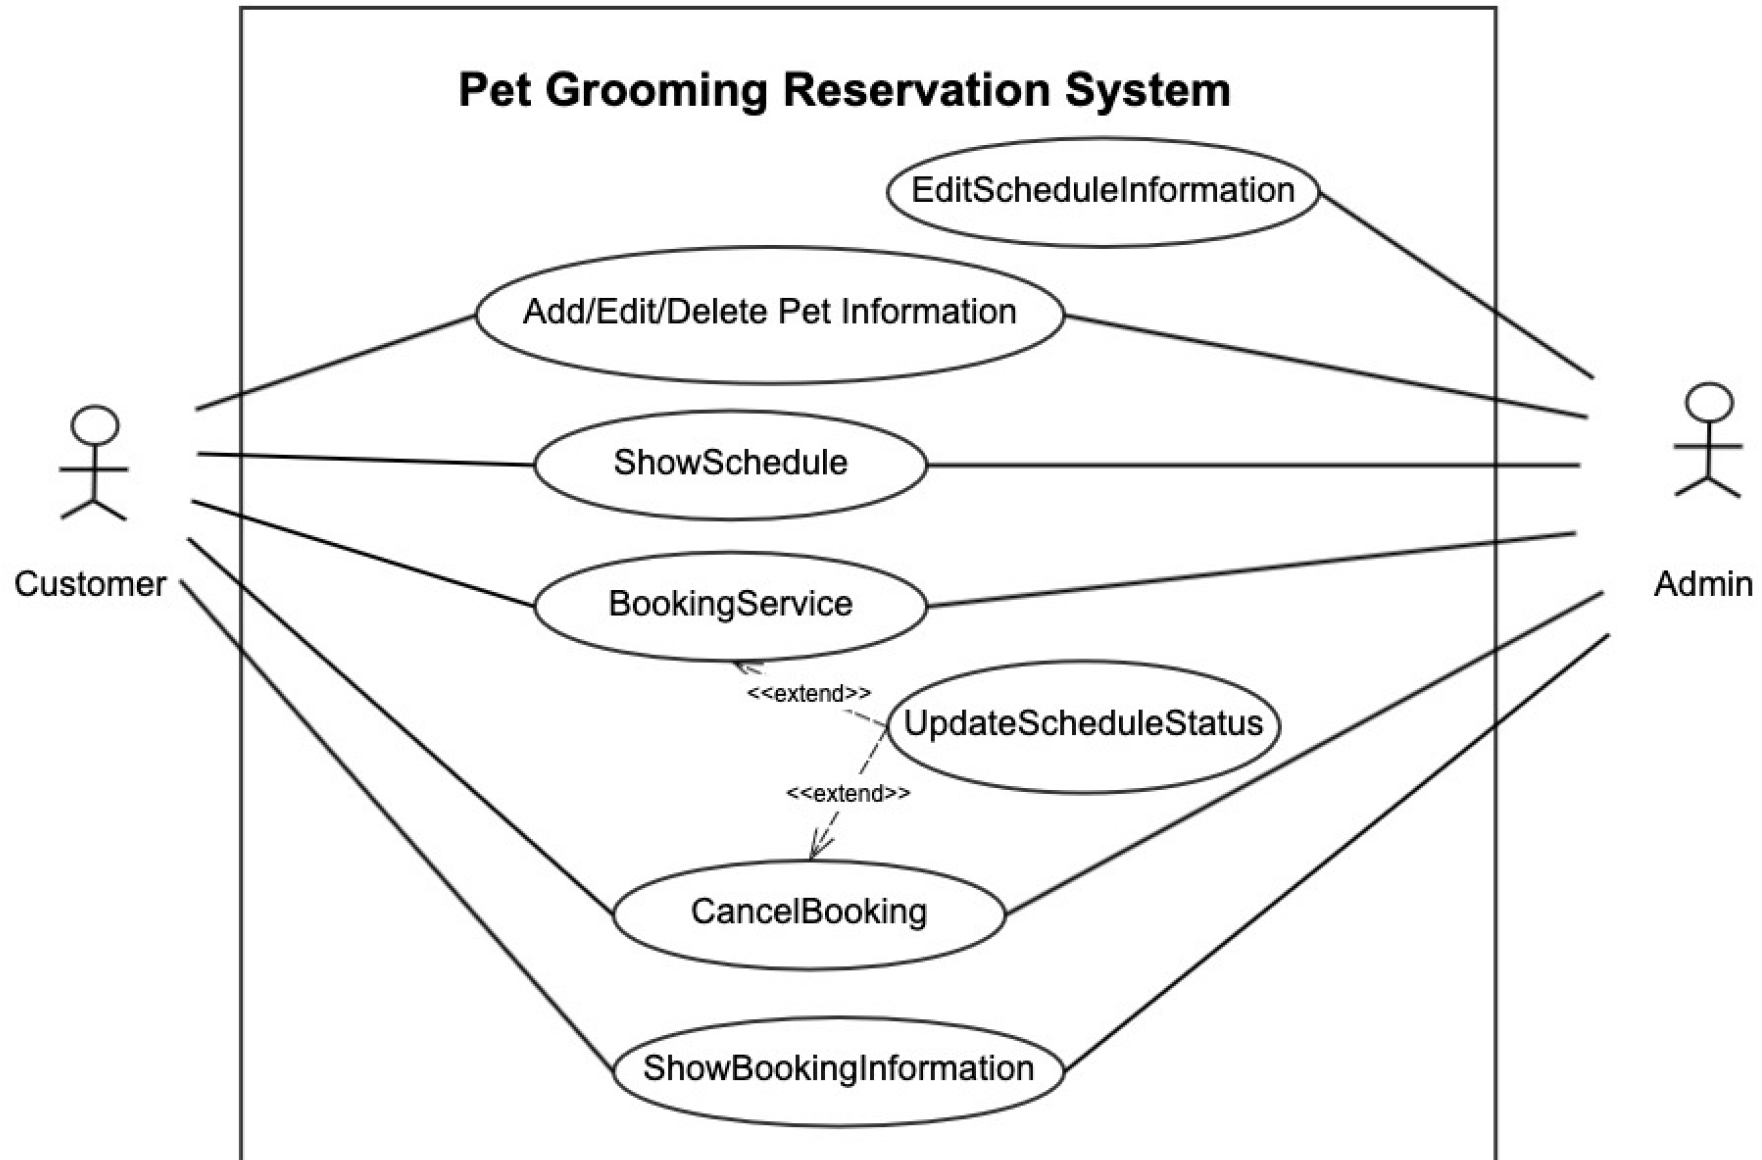 Pet Grooming Reservation System
EditScheduleInformation
Add/Edit/Delete Pet Information
ShowSchedule
Customer
BookingService
Admin
<<extend>>
UpdateScheduleStatus
<<extend>>
CancelBooking
ShowBookingInformation